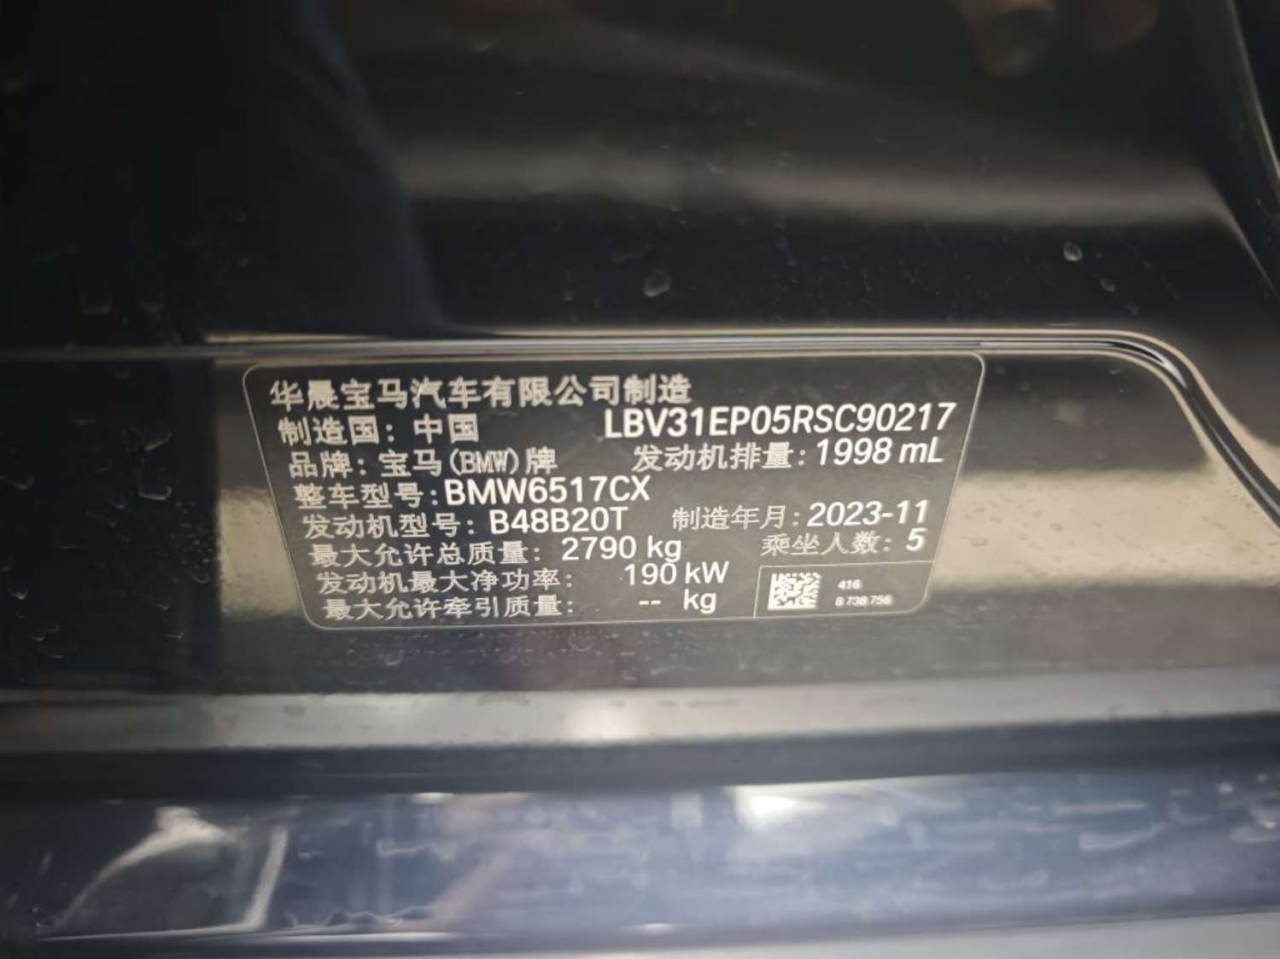 华晨宝马汽车有限公司制造
制造国：中国 LBV31EP05RSC90217
品牌：宝马(BMW)牌 发动机排量：1998 mL
整车型号：BMW6517CX
发动机型号：B48B20T 制造年月：2023-11
最大允许总质量：2790 kg 乘坐人数：5
发动机最大净功率：190 kW
最大允许牵引质量：-- kg
416
8 738 756